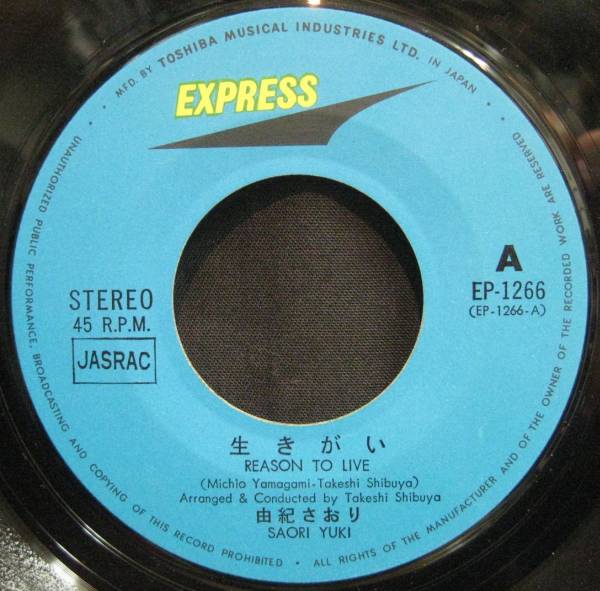 MFD. BY TOSHIBA MUSICAL INDUSTRIES LTD. IN JAPAN
EXPRESS
A
STEREO
45 R.P.M.
JASRAC
EP-1266
(EP-1266-A)
生きがい
REASON TO LIVE
(Michio Yamagami-Takeshi Shibuya)
Arranged & Conducted by Takeshi Shibuya
由紀さおり
SAORI YUKI
UNAUTHORIZED PUBLIC PERFORMANCE, BROADCASTING AND COPYING OF THIS RECORD PROHIBITED • ALL RIGHTS OF THE MANUFACTURER AND OF THE OWNER OF THE RECORDED WORK ARE RESERVED